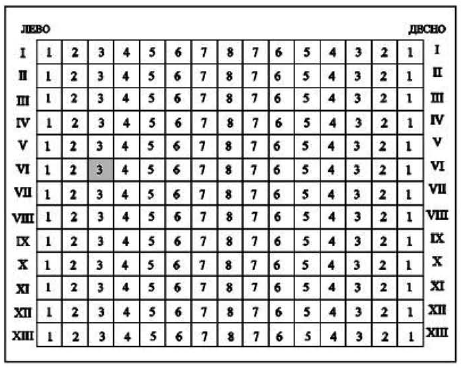 ЛЕВО ДЕСНО
I 1 2 3 4 5 6 7 8 7 6 5 4 3 2 1 I
II 1 2 3 4 5 6 7 8 7 6 5 4 3 2 1 II
III 1 2 3 4 5 6 7 8 7 6 5 4 3 2 1 III
IV 1 2 3 4 5 6 7 8 7 6 5 4 3 2 1 IV
V 1 2 3 4 5 6 7 8 7 6 5 4 3 2 1 V
VI 1 2 3 4 5 6 7 8 7 6 5 4 3 2 1 VI
VII 1 2 3 4 5 6 7 8 7 6 5 4 3 2 1 VII
VIII 1 2 3 4 5 6 7 8 7 6 5 4 3 2 1 VIII
IX 1 2 3 4 5 6 7 8 7 6 5 4 3 2 1 IX
X 1 2 3 4 5 6 7 8 7 6 5 4 3 2 1 X
XI 1 2 3 4 5 6 7 8 7 6 5 4 3 2 1 XI
XII 1 2 3 4 5 6 7 8 7 6 5 4 3 2 1 XII
XIII 1 2 3 4 5 6 7 8 7 6 5 4 3 2 1 XIII